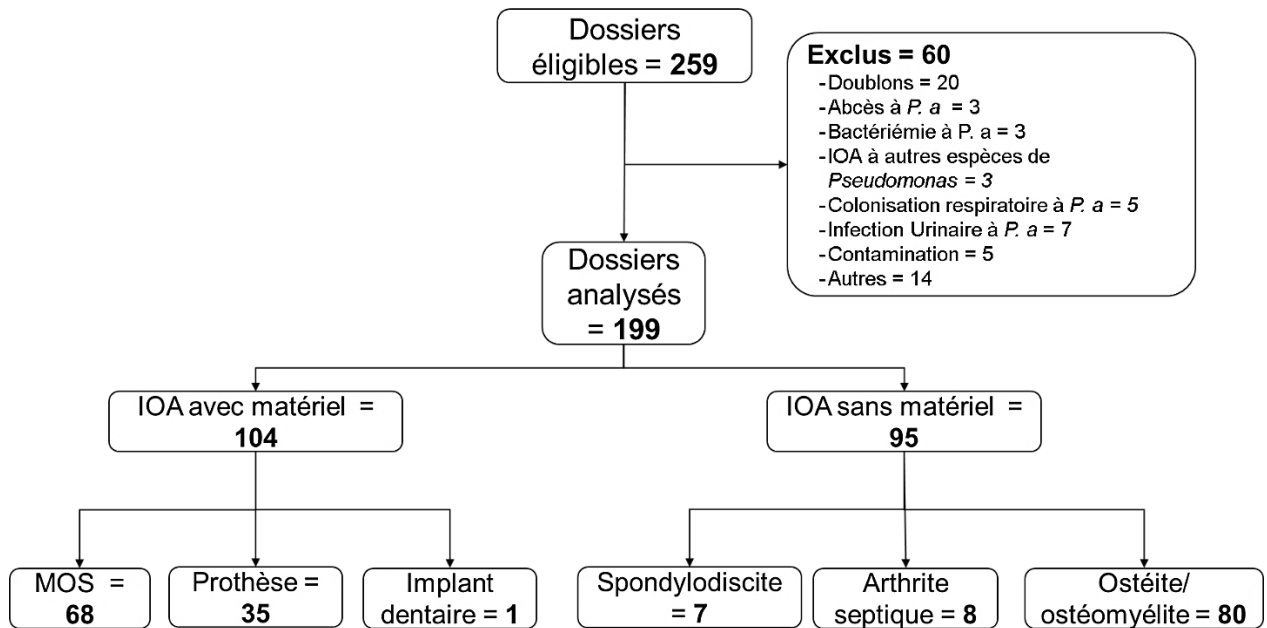 Dossiers
éligibles = 259
Exclus = 60
-Doublons = 20
-Abcès à P. a = 3
-Bactériémie à P. a = 3
-IOA à autres espèces de
Pseudomonas = 3
-Colonisation respiratoire à P. a = 5
-Infection Urinaire à P. a = 7
-Contamination = 5
-Autres = 14
Dossiers
analysés
= 199
IOA avec matériel =
104
IOA sans matériel =
95
MOS =
68
Prothèse =
35
Implant
dentaire = 1
Spondylodiscite
= 7
Arthrite
septique = 8
Ostéite/
ostéomyélite = 80